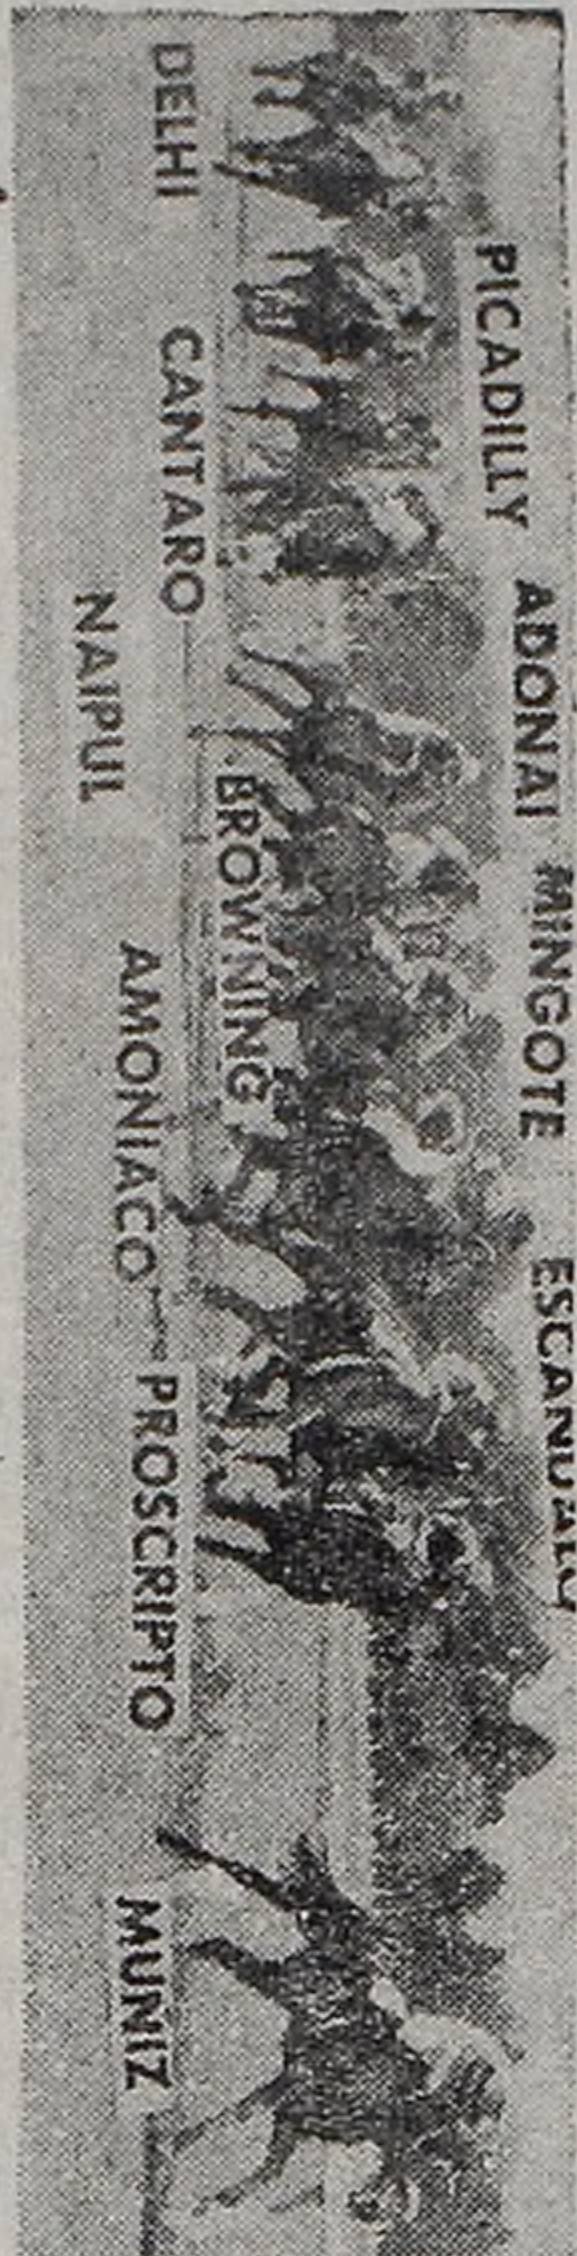 PICADILLY
ADONAI
MINGOTE
DELHI
CANTARO
BROWNING
NAIPUL
AMONIACO
PROSCRIPTO
MUNIZ